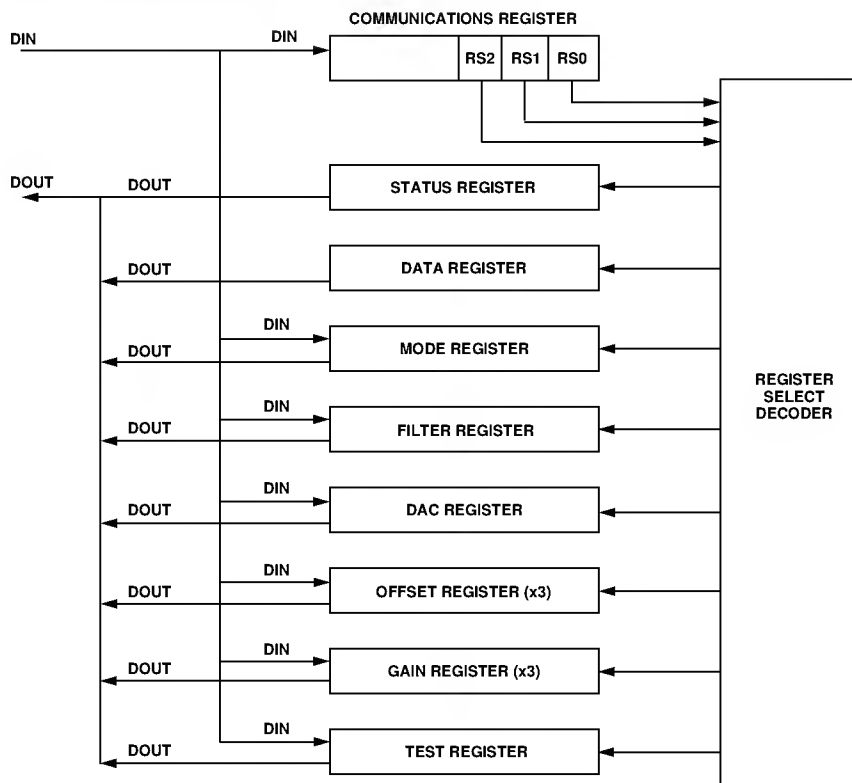 COMMUNICATIONS REGISTER
DIN
DIN
RS2 RS1 RS0
DOUT
DOUT
STATUS REGISTER
DOUT
DATA REGISTER
DIN
DOUT
MODE REGISTER
REGISTER
SELECT
DECODER
DIN
DOUT
FILTER REGISTER
DIN
DOUT
DAC REGISTER
DIN
DOUT
OFFSET REGISTER (x3)
DIN
DOUT
GAIN REGISTER (x3)
DIN
DOUT
TEST REGISTER